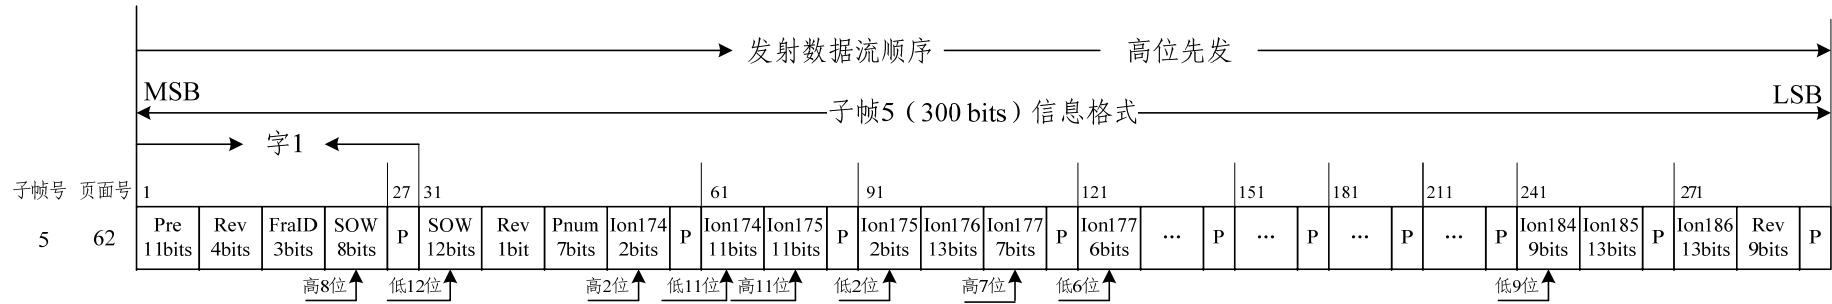 发射数据流顺序 高位先发
MSB LSB
子帧5（300 bits）信息格式
字1
子帧号 页面号 1 27 31 61 91 121 151 181 211 241 271
Pre Rev FraID SOW P SOW Rev Pnum Ion174 P Ion174 Ion175 P Ion175 Ion176 Ion177 P Ion177 ... P ... P ... P ... P Ion184 Ion185 P Ion186 Rev P
5 62 11bits 4bits 3bits 8bits 12bits 1bit 7bits 2bits 11bits 11bits 2bits 13bits 7bits 6bits 9bits 13bits 13bits 9bits
高8位 低12位 高2位 低11位 高11位 低2位 高7位 低6位 低9位